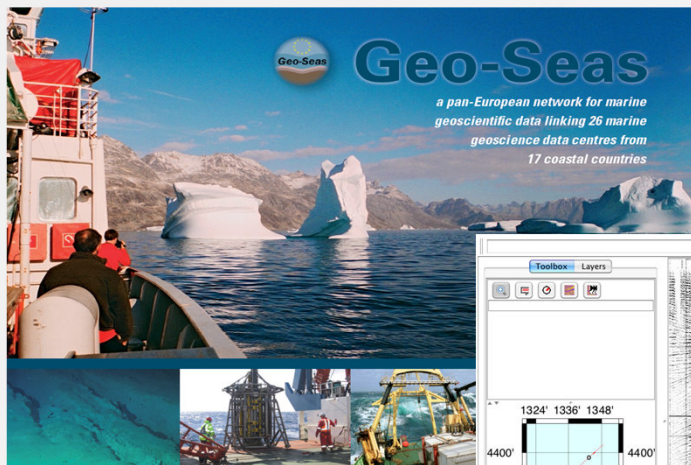 Geo-Seas
Geo-Seas
a pan-European network for marine
geoscientific data linking 26 marine
geoscience data centres from
17 coastal countries
Toolbox Layers
1324' 1336' 1348'
4400' 4400'